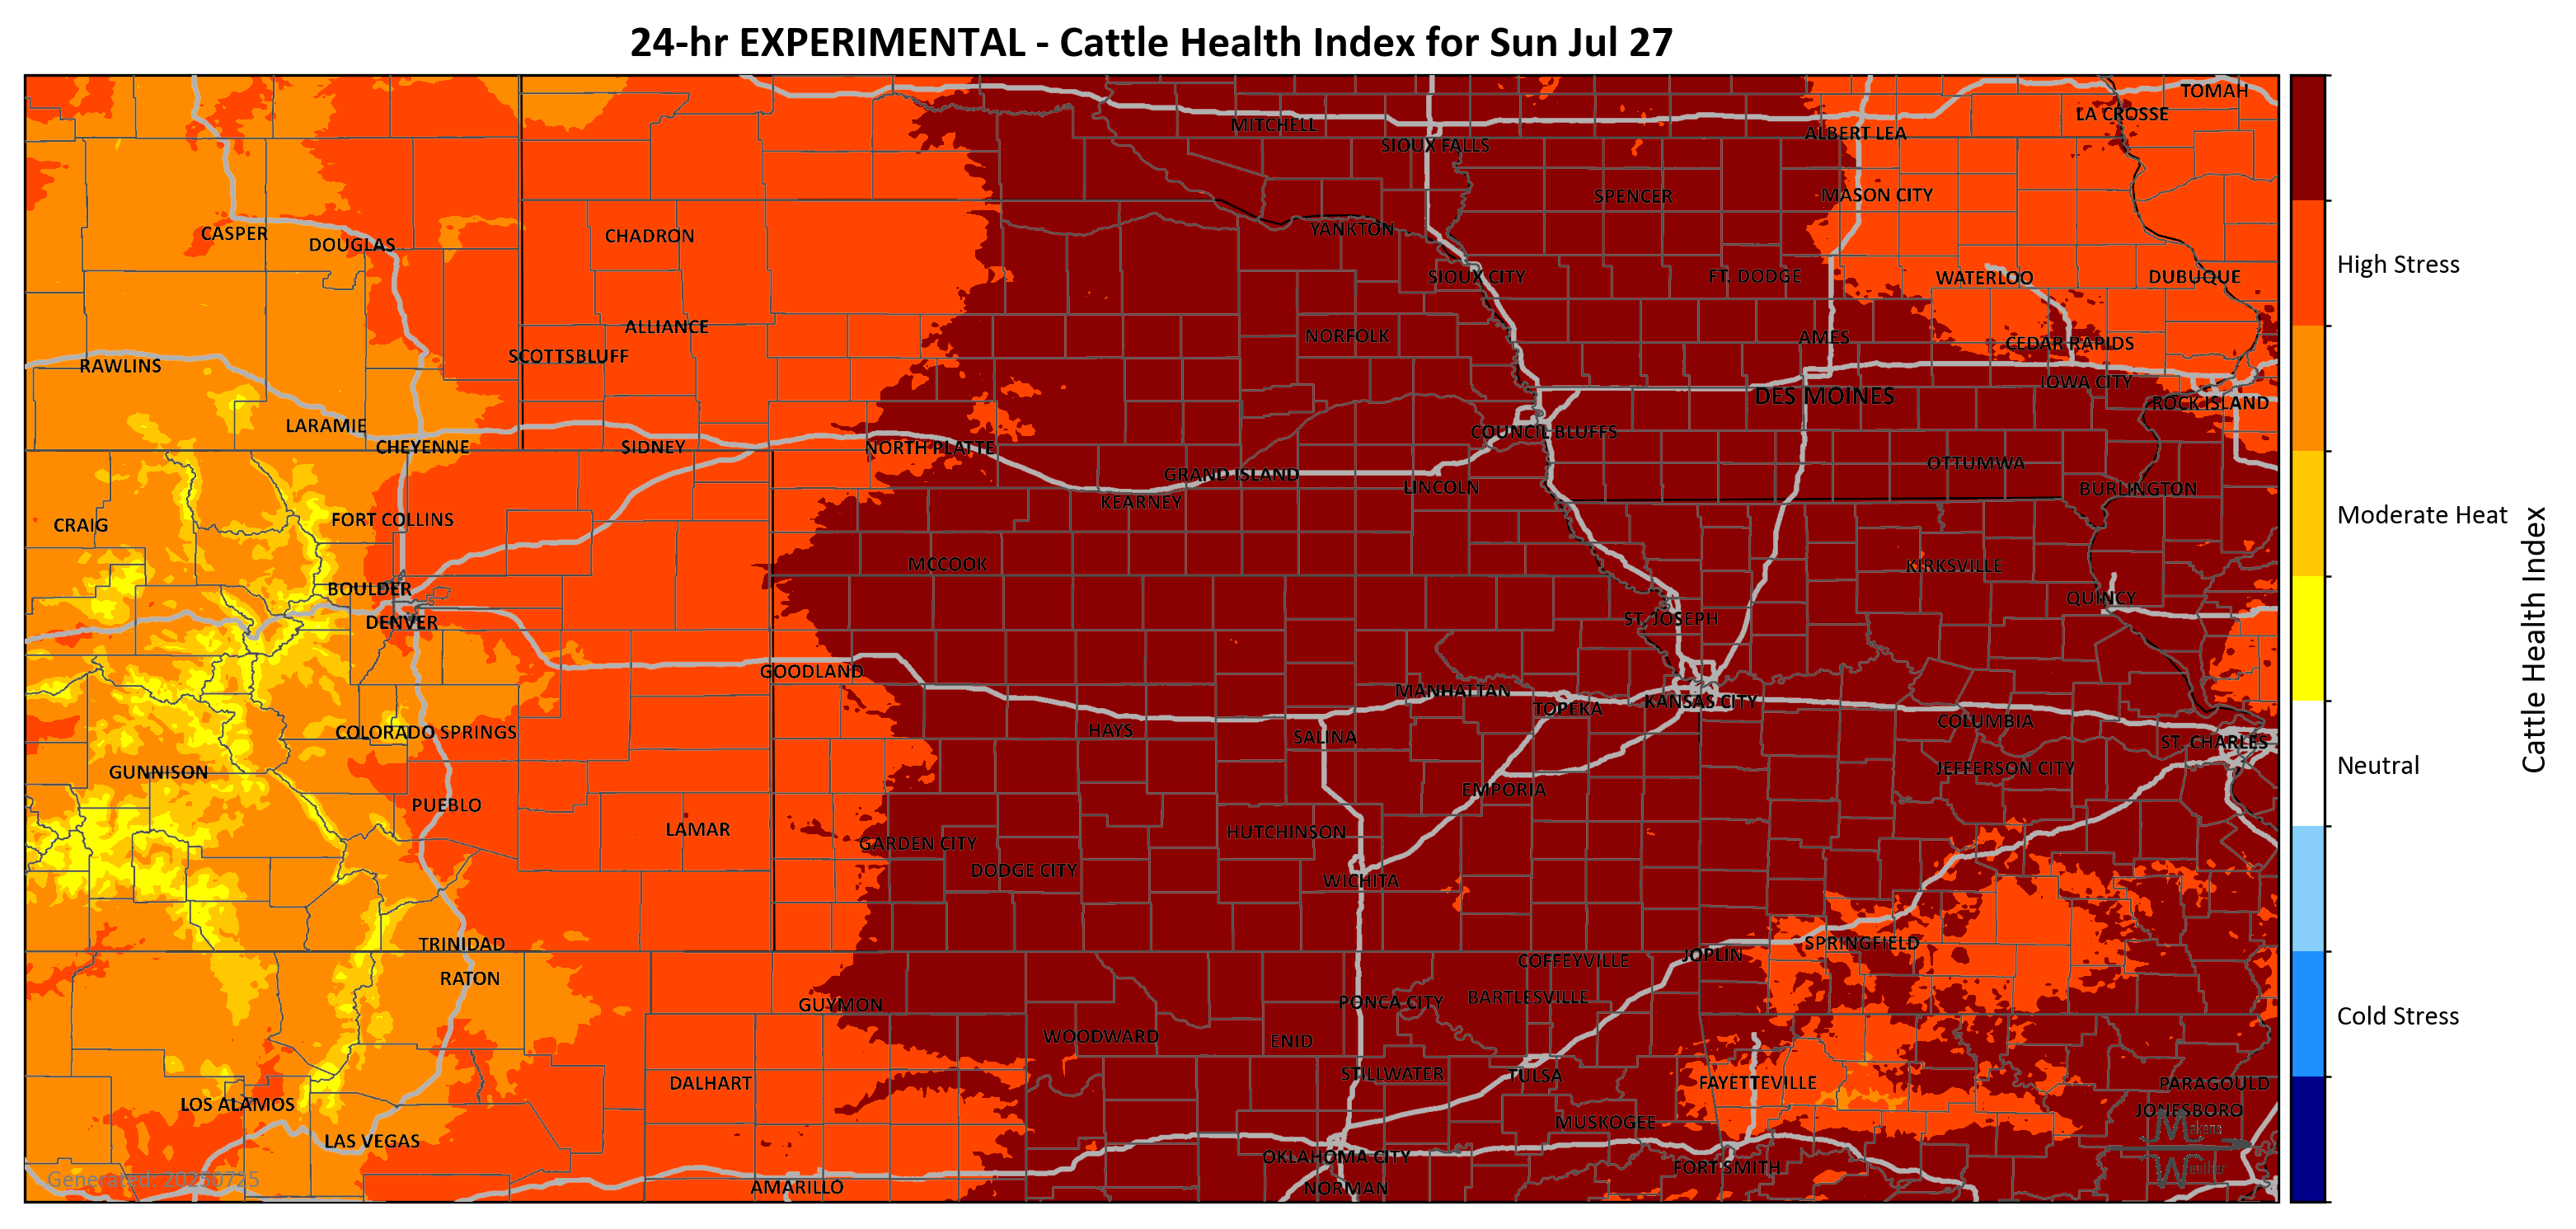 24-hr EXPERIMENTAL - Cattle Health Index for Sun Jul 27
TOMAH
LA CROSSE
MITCHELL
ALBERT LEA
SIOUX FALLS
SPENCER
MASON CITY
CASPER
DOUGLAS
CHADRON
YANKTON
SIOUX CITY
FT. DODGE
WATERLOO
DUBUQUE
High Stress
ALLIANCE
NORFOLK
AMES
CEDAR RAPIDS
SCOTTSBLUFF
RAWLINS
IOWA CITY
DES MOINES
ROCK ISLAND
LARAMIE
COUNCIL BLUFFS
CHEYENNE
SIDNEY
NORTH PLATTE
OTTUMWA
GRAND ISLAND
LINCOLN
BURLINGTON
KEARNEY
Moderate Heat
CRAIG
FORT COLLINS
MCCOOK
KIRKSVILLE
BOULDER
QUINCY
DENVER
ST. JOSEPH
Cattle Health Index
GOODLAND
MANHATTAN
KANSAS CITY
TOPEKA
COLUMBIA
COLORADO SPRINGS
HAYS
SALINA
ST. CHARLES
GUNNISON
JEFFERSON CITY
Neutral
EMPORIA
PUEBLO
LAMAR
HUTCHINSON
GARDEN CITY
DODGE CITY
WICHITA
TRINIDAD
SPRINGFIELD
JOPLIN
COFFEYVILLE
RATON
PONCA CITY
BARTLESVILLE
GUYMON
Cold Stress
WOODWARD
ENID
STILLWATER
TULSA
DALHART
FAYETTEVILLE
PARAGOULD
LOS ALAMOS
JONESBORO
MUSKOGEE
Makens
LAS VEGAS
OKLAHOMA CITY
Weather
FORT SMITH
Generated: 20250725
AMARILLO
NORMAN